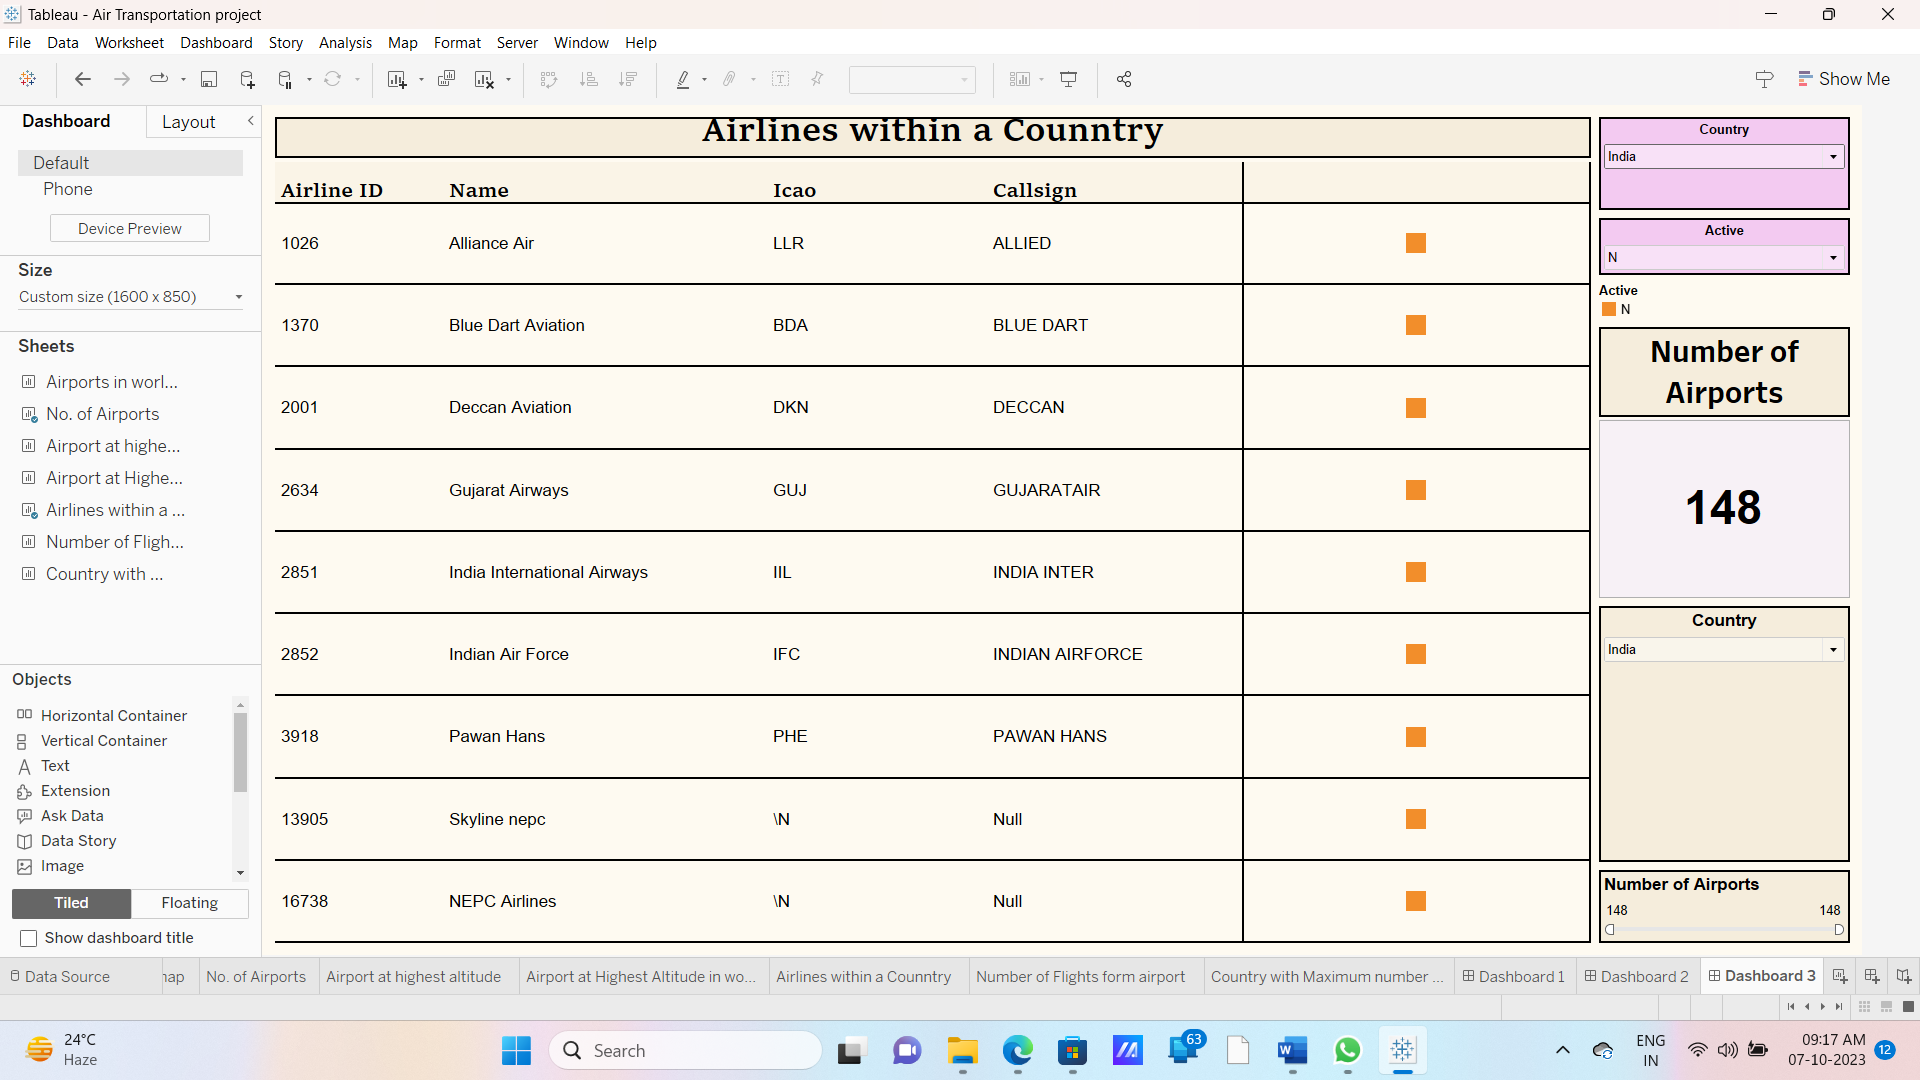 Tableau - Air Transportation project
File Data Worksheet Dashboard Story Analysis Map Format Server Window Help
Show Me
Dashboard Layout
Default
Phone
Device Preview
Size
Custom size (1600 x 850)
Sheets
Airports in worl...
No. of Airports
Airport at highe...
Airport at Highe...
Airlines within a ...
Number of Fligh...
Country with ...
Objects
Horizontal Container
Vertical Container
Text
Extension
Ask Data
Data Story
Image
Tiled Floating
Show dashboard title
Airlines within a Counntry
Airline ID Name Icao Callsign
1026 Alliance Air LLR ALLIED
1370 Blue Dart Aviation BDA BLUE DART
2001 Deccan Aviation DKN DECCAN
2634 Gujarat Airways GUJ GUJARATAIR
2851 India International Airways IIL INDIA INTER
2852 Indian Air Force IFC INDIAN AIRFORCE
3918 Pawan Hans PHE PAWAN HANS
13905 Skyline nepc \N Null
16738 NEPC Airlines \N Null
Country
India
Active
N
Active
N
Number of
Airports
148
Country
India
Number of Airports
148 148
Data Source nap No. of Airports Airport at highest altitude Airport at Highest Altitude in wo... Airlines within a Counntry Number of Flights form airport Country with Maximum number ... Dashboard 1 Dashboard 2 Dashboard 3
24°C
Haze
Search
63
ENG
IN
09:17 AM
07-10-2023
12